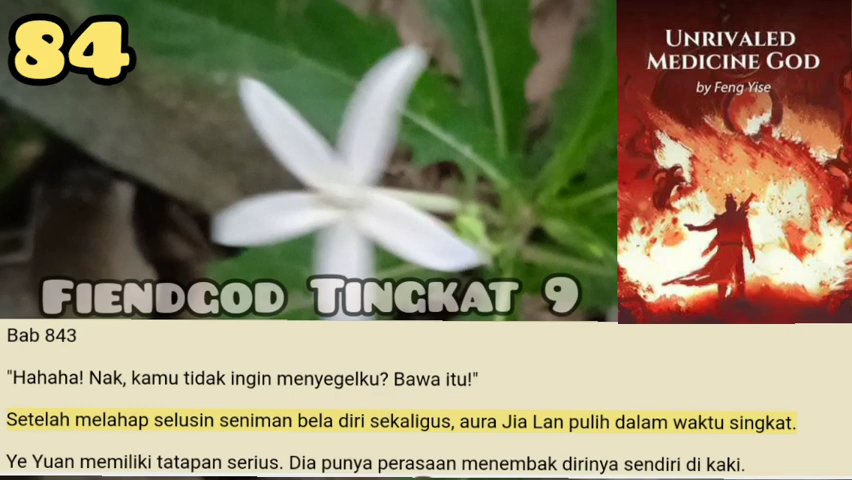 84
UNRIVALED
MEDICINE GOD
by Feng Yise
FIENDGOD TINGKAT 9
Bab 843
"Hahaha! Nak, kamu tidak ingin menyegelku? Bawa itu!"
Setelah melahap selusin seniman bela diri sekaligus, aura Jia Lan pulih dalam waktu singkat.
Ye Yuan memiliki tatapan serius. Dia punya perasaan menembak dirinya sendiri di kaki.